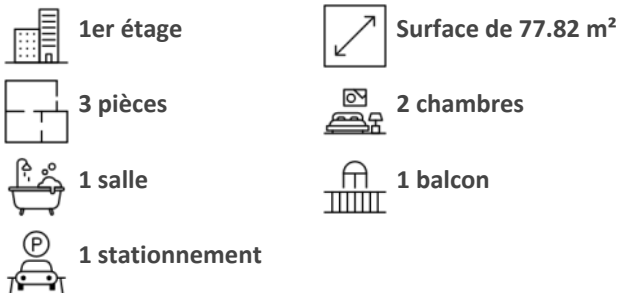 1er étage
Surface de 77.82 m²
3 pièces
2 chambres
1 salle
1 balcon
P
1 stationnement